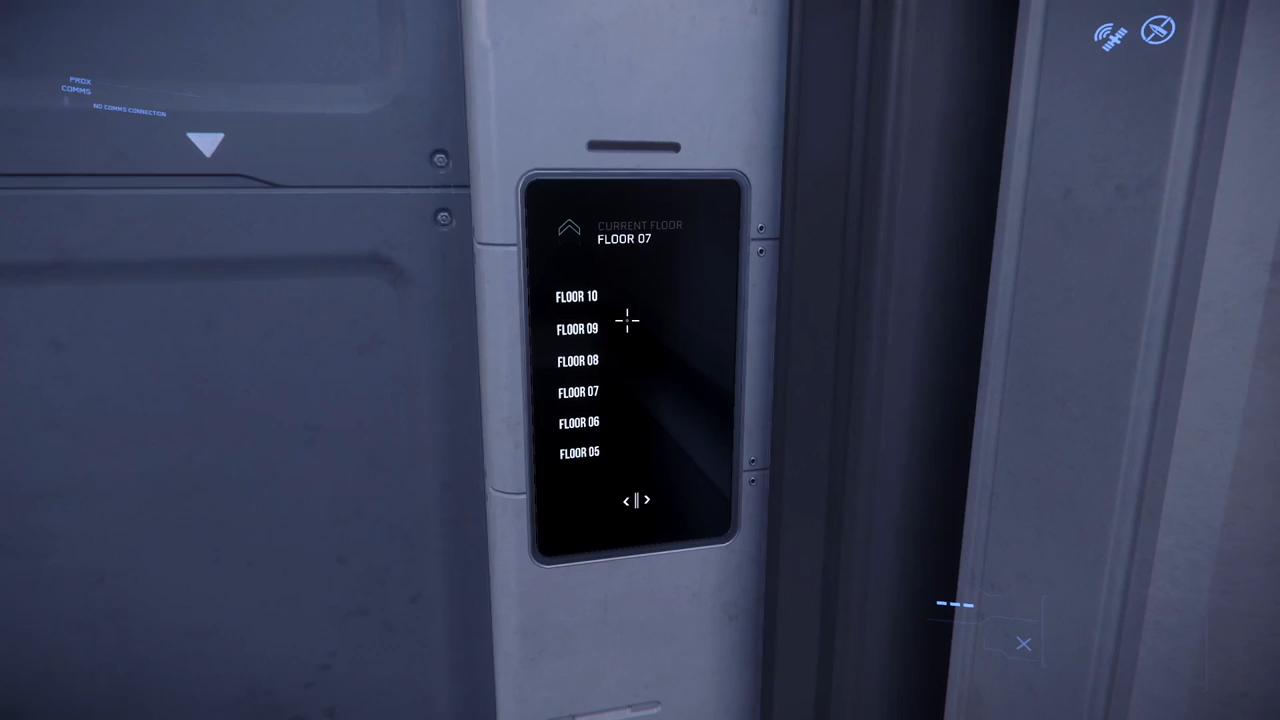 PROX
COMMS
NO COMMS CONNECTION
CURRENT FLOOR
FLOOR 07
FLOOR 10
FLOOR 09
FLOOR 08
FLOOR 07
FLOOR 06
FLOOR 05